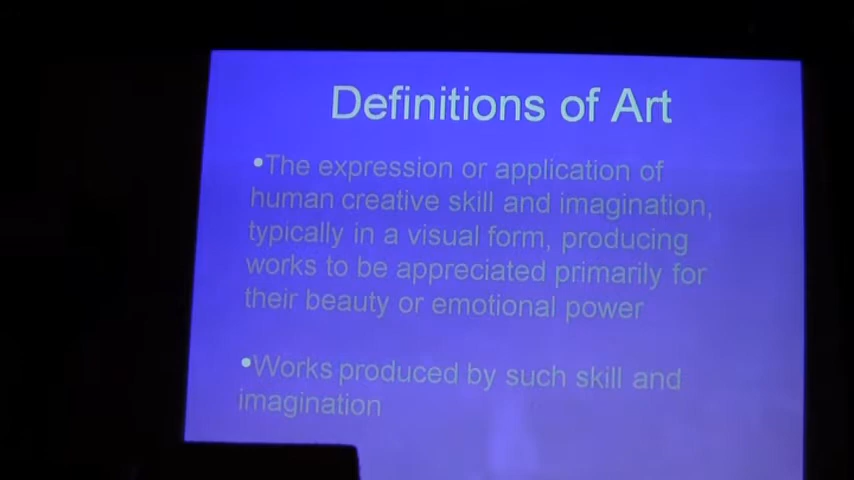 Definitions of Art
•The expression or application of
human creative skill and imagination,
typically in a visual form, producing
works to be appreciated primarily for
their beauty or emotional power
•Works produced by such skill and
imagination